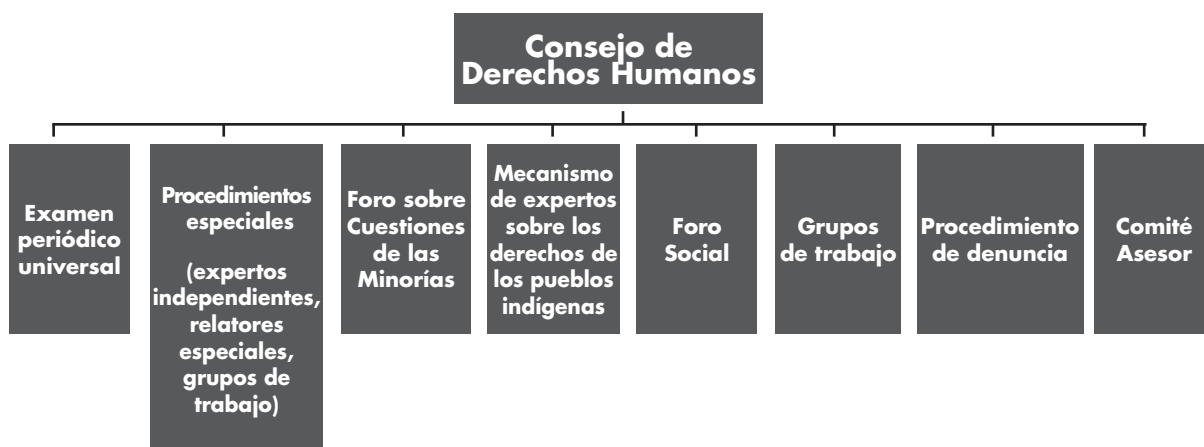 Consejo de
Derechos Humanos
Examen
periódico
universal
Procedimientos
especiales
(expertos
independientes,
relatores
especiales,
grupos de
trabajo)
Foro sobre
Cuestiones
de las
Minorías
Mecanismo
de expertos
sobre los
derechos de
los pueblos
indígenas
Foro
Social
Grupos
de trabajo
Procedimiento
de denuncia
Comité
Asesor